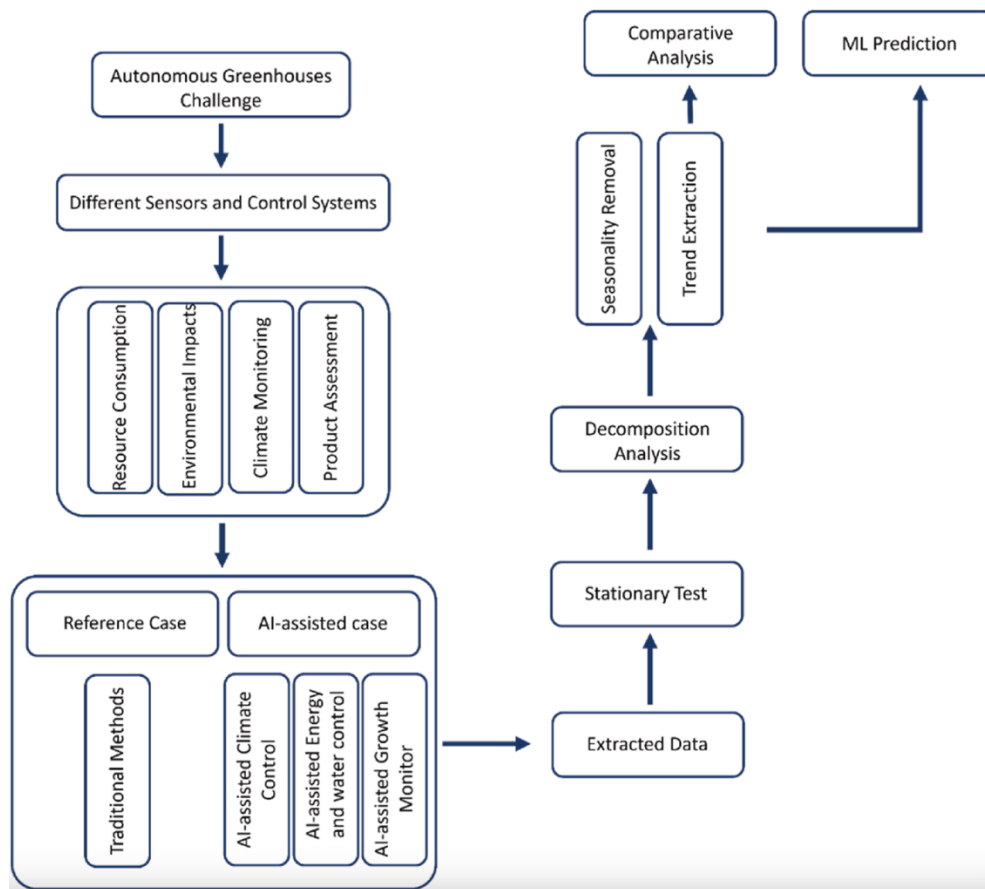 Autonomous Greenhouses
Challenge
Different Sensors and Control Systems
Resource Consumption
Environmental Impacts
Climate Monitoring
Product Assessment
Reference Case
AI-assisted case
Traditional Methods
AI-assisted Climate
Control
AI-assisted Energy
and water control
AI-assisted Growth
Monitor
Extracted Data
Stationary Test
Decomposition
Analysis
Seasonality Removal
Trend Extraction
Comparative
Analysis
ML Prediction